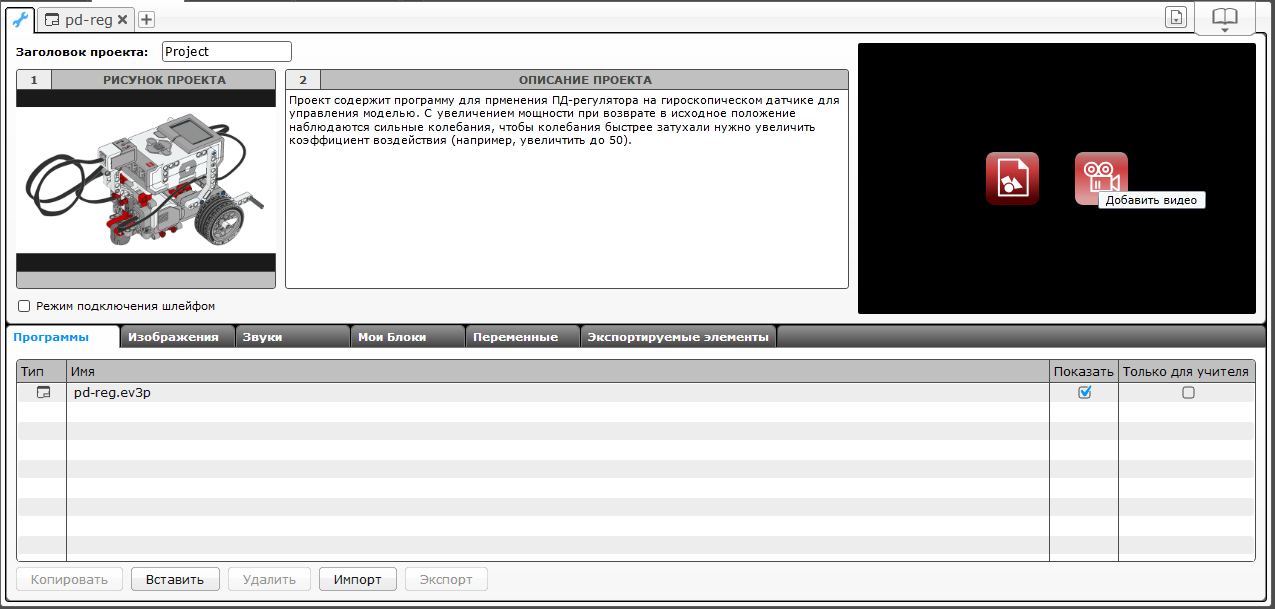 pd-reg
Заголовок проекта: Project
1 РИСУНОК ПРОЕКТА
2 ОПИСАНИЕ ПРОЕКТА
Проект содержит программу для прменения ПД-регулятора на гироскопическом датчике для
управления моделью. С увеличением мощности при возврате в исходное положение
наблюдаются сильные колебания, чтобы колебания быстрее затухали нужно увеличить
коэффициент воздействия (например, увеличтить до 50).
Добавить видео
Режим подключения шлейфом
Программы Изображения Звуки Мои Блоки Переменные Экспортируемые элементы
Тип Имя Показать Только для учителя
pd-reg.ev3p
Копировать Вставить Удалить Импорт Экспорт